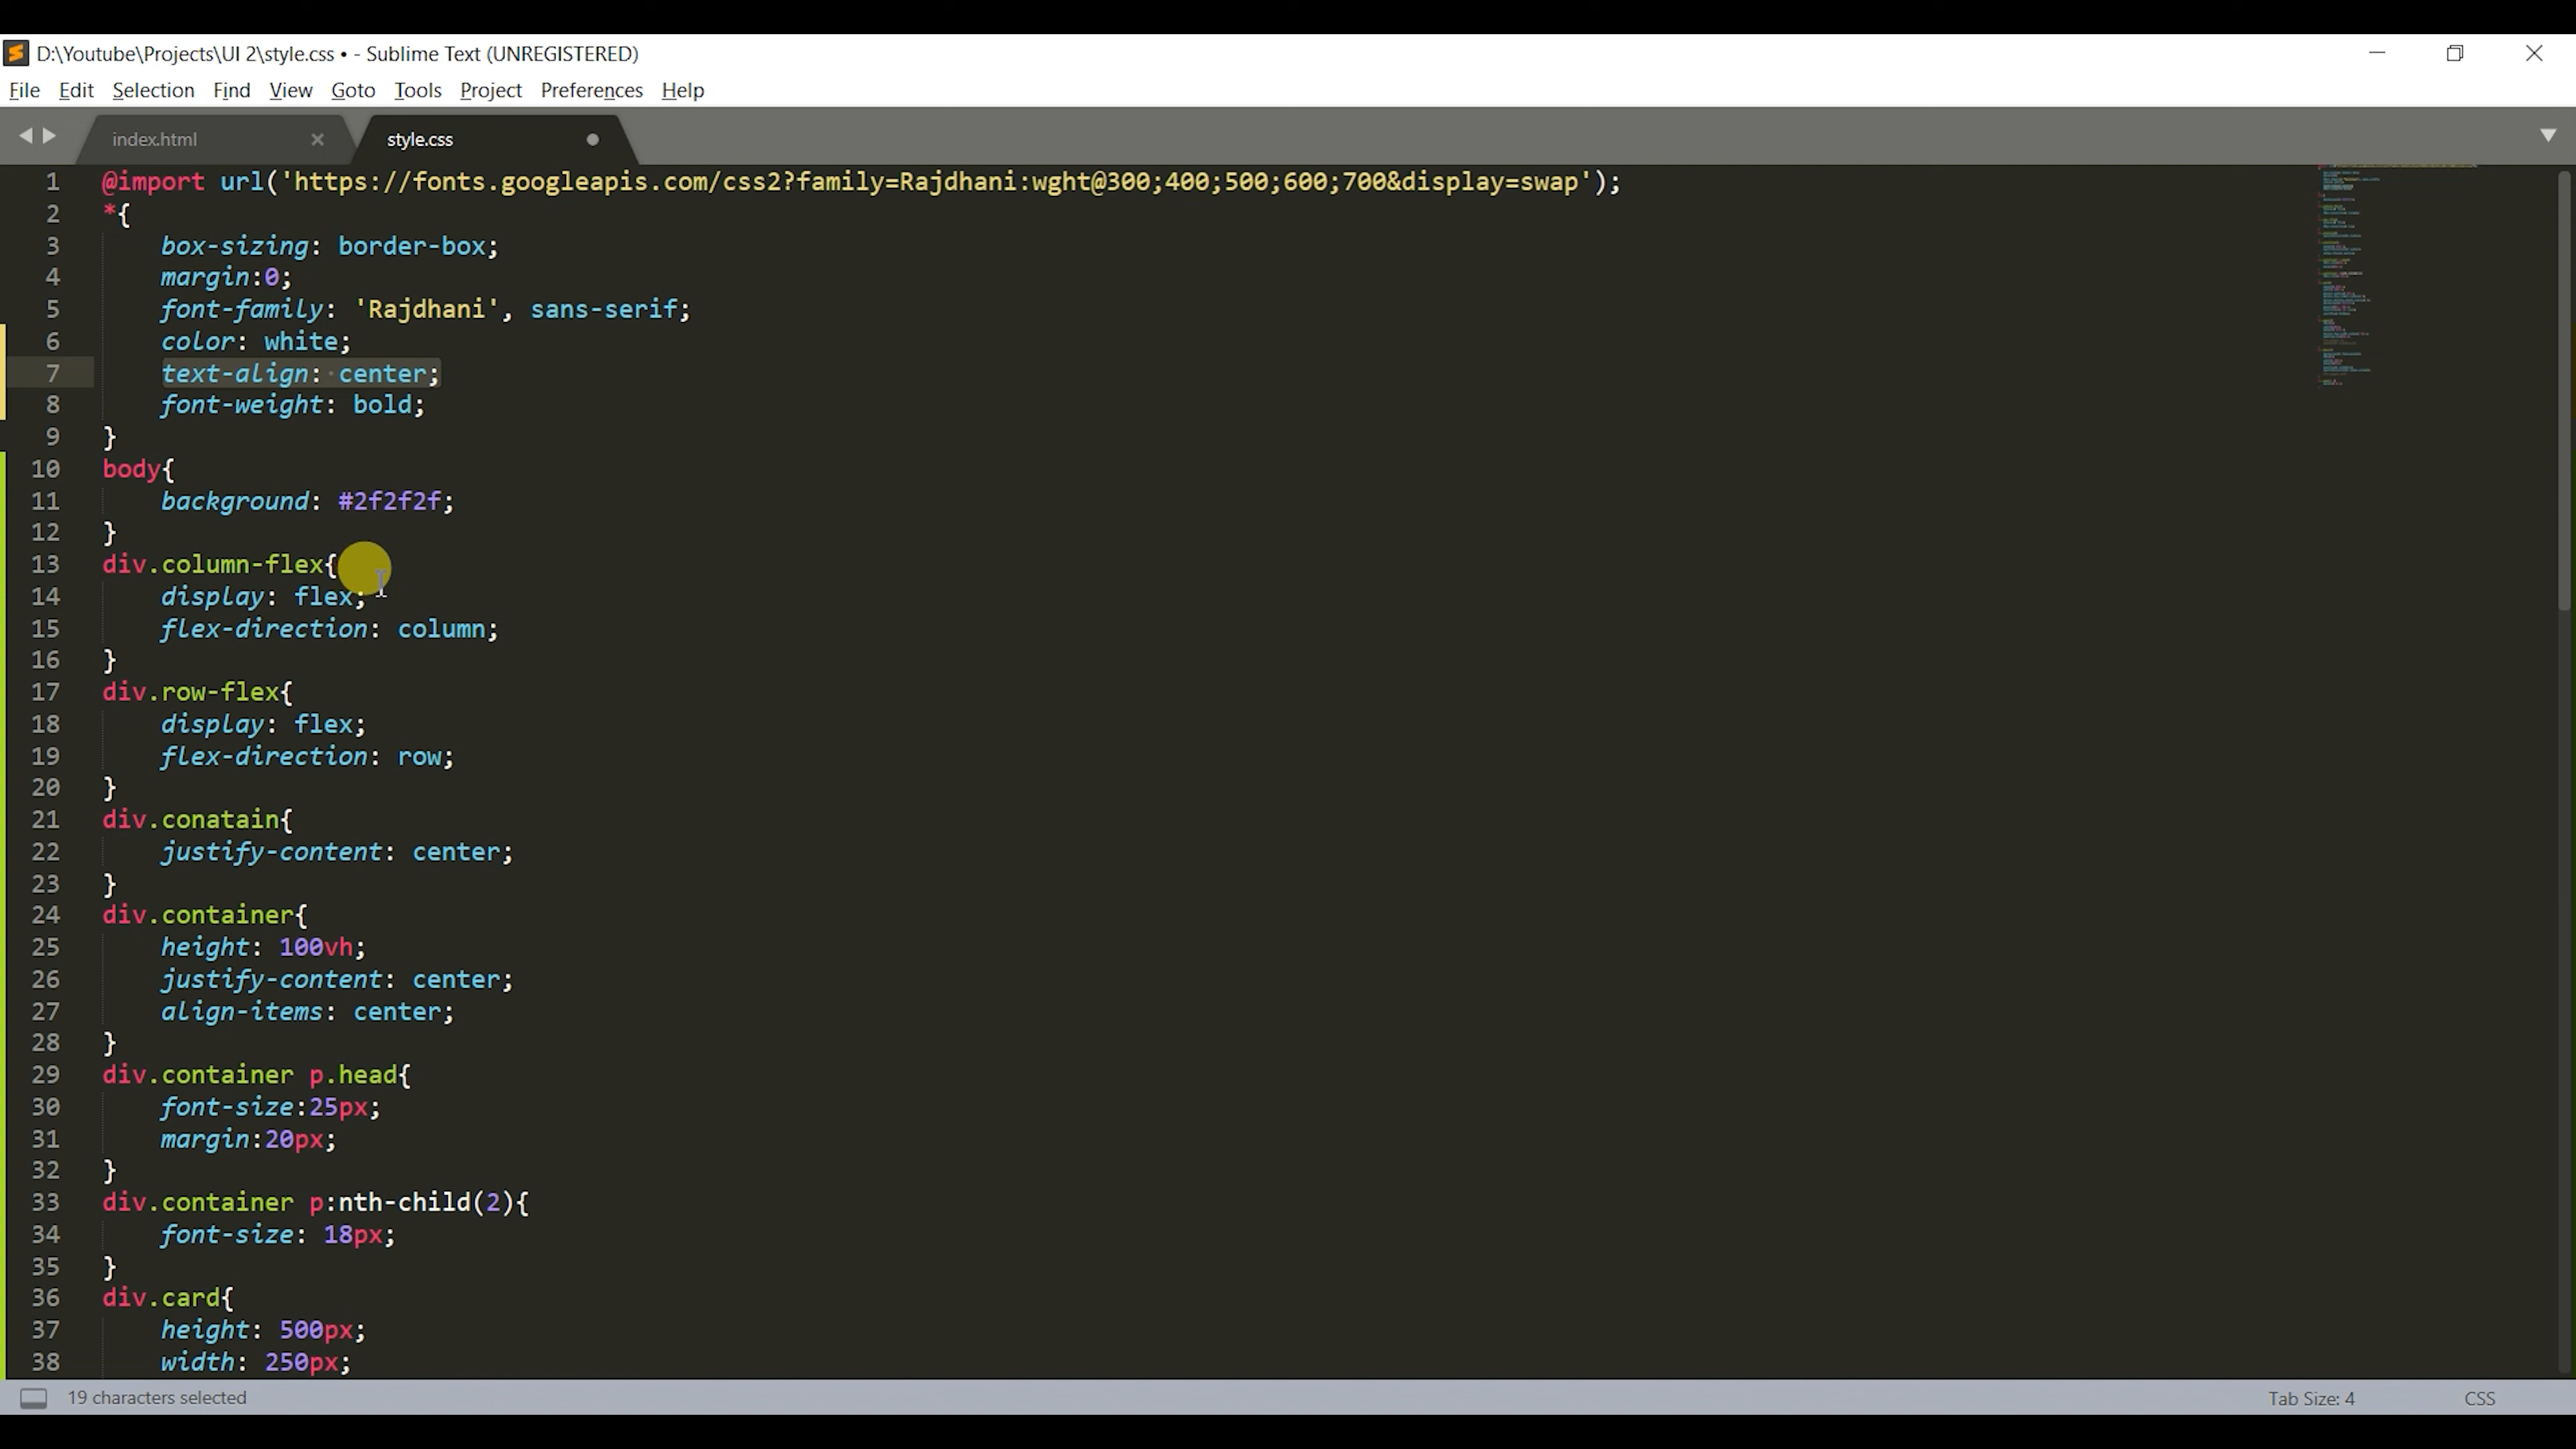 D:\Youtube\Projects\UI 2\style.css • - Sublime Text (UNREGISTERED)
File Edit Selection Find View Goto Tools Project Preferences Help
index.html style.css
1 @import url('https://fonts.googleapis.com/css2?family=Rajdhani:wght@300;400;500;600;700&display=swap');
2 *{
3 box-sizing: border-box;
4 margin:0;
5 font-family: 'Rajdhani', sans-serif;
6 color: white;
7 text-align: center;
8 font-weight: bold;
9 }
10 body{
11 background: #2f2f2f;
12 }
13 div.column-flex{
14 display: flex;
15 flex-direction: column;
16 }
17 div.row-flex{
18 display: flex;
19 flex-direction: row;
20 }
21 div.conatain{
22 justify-content: center;
23 }
24 div.container{
25 height: 100vh;
26 justify-content: center;
27 align-items: center;
28 }
29 div.container p.head{
30 font-size:25px;
31 margin:20px;
32 }
33 div.container p:nth-child(2){
34 font-size: 18px;
35 }
36 div.card{
37 height: 500px;
38 width: 250px;
19 characters selected Tab Size: 4 CSS